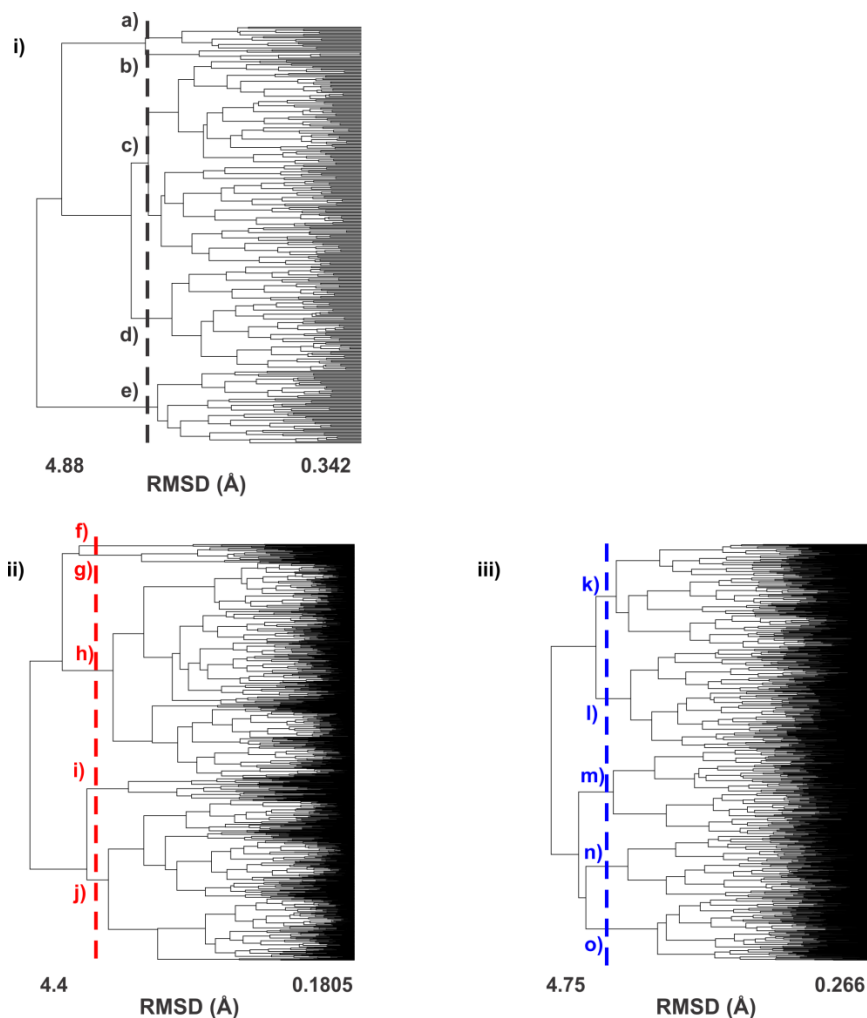 i)
a)
b)
c)
d)
e)
4.88 0.342
RMSD (Å)
ii)
f)
g)
h)
i)
j)
4.4 0.1805
RMSD (Å)
iii)
k)
l)
m)
n)
o)
4.75 0.266
RMSD (Å)